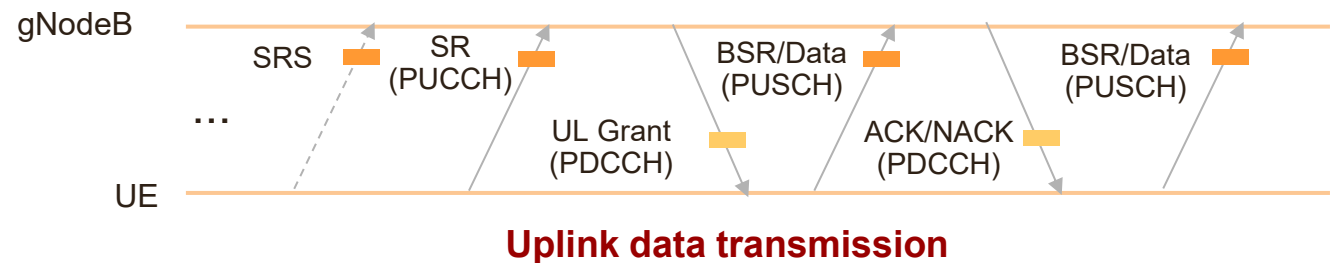 gNodeB
SRS
SR
(PUCCH)
BSR/Data
(PUSCH)
BSR/Data
(PUSCH)
...
UL Grant
(PDCCH)
ACK/NACK
(PDCCH)
UE
Uplink data transmission